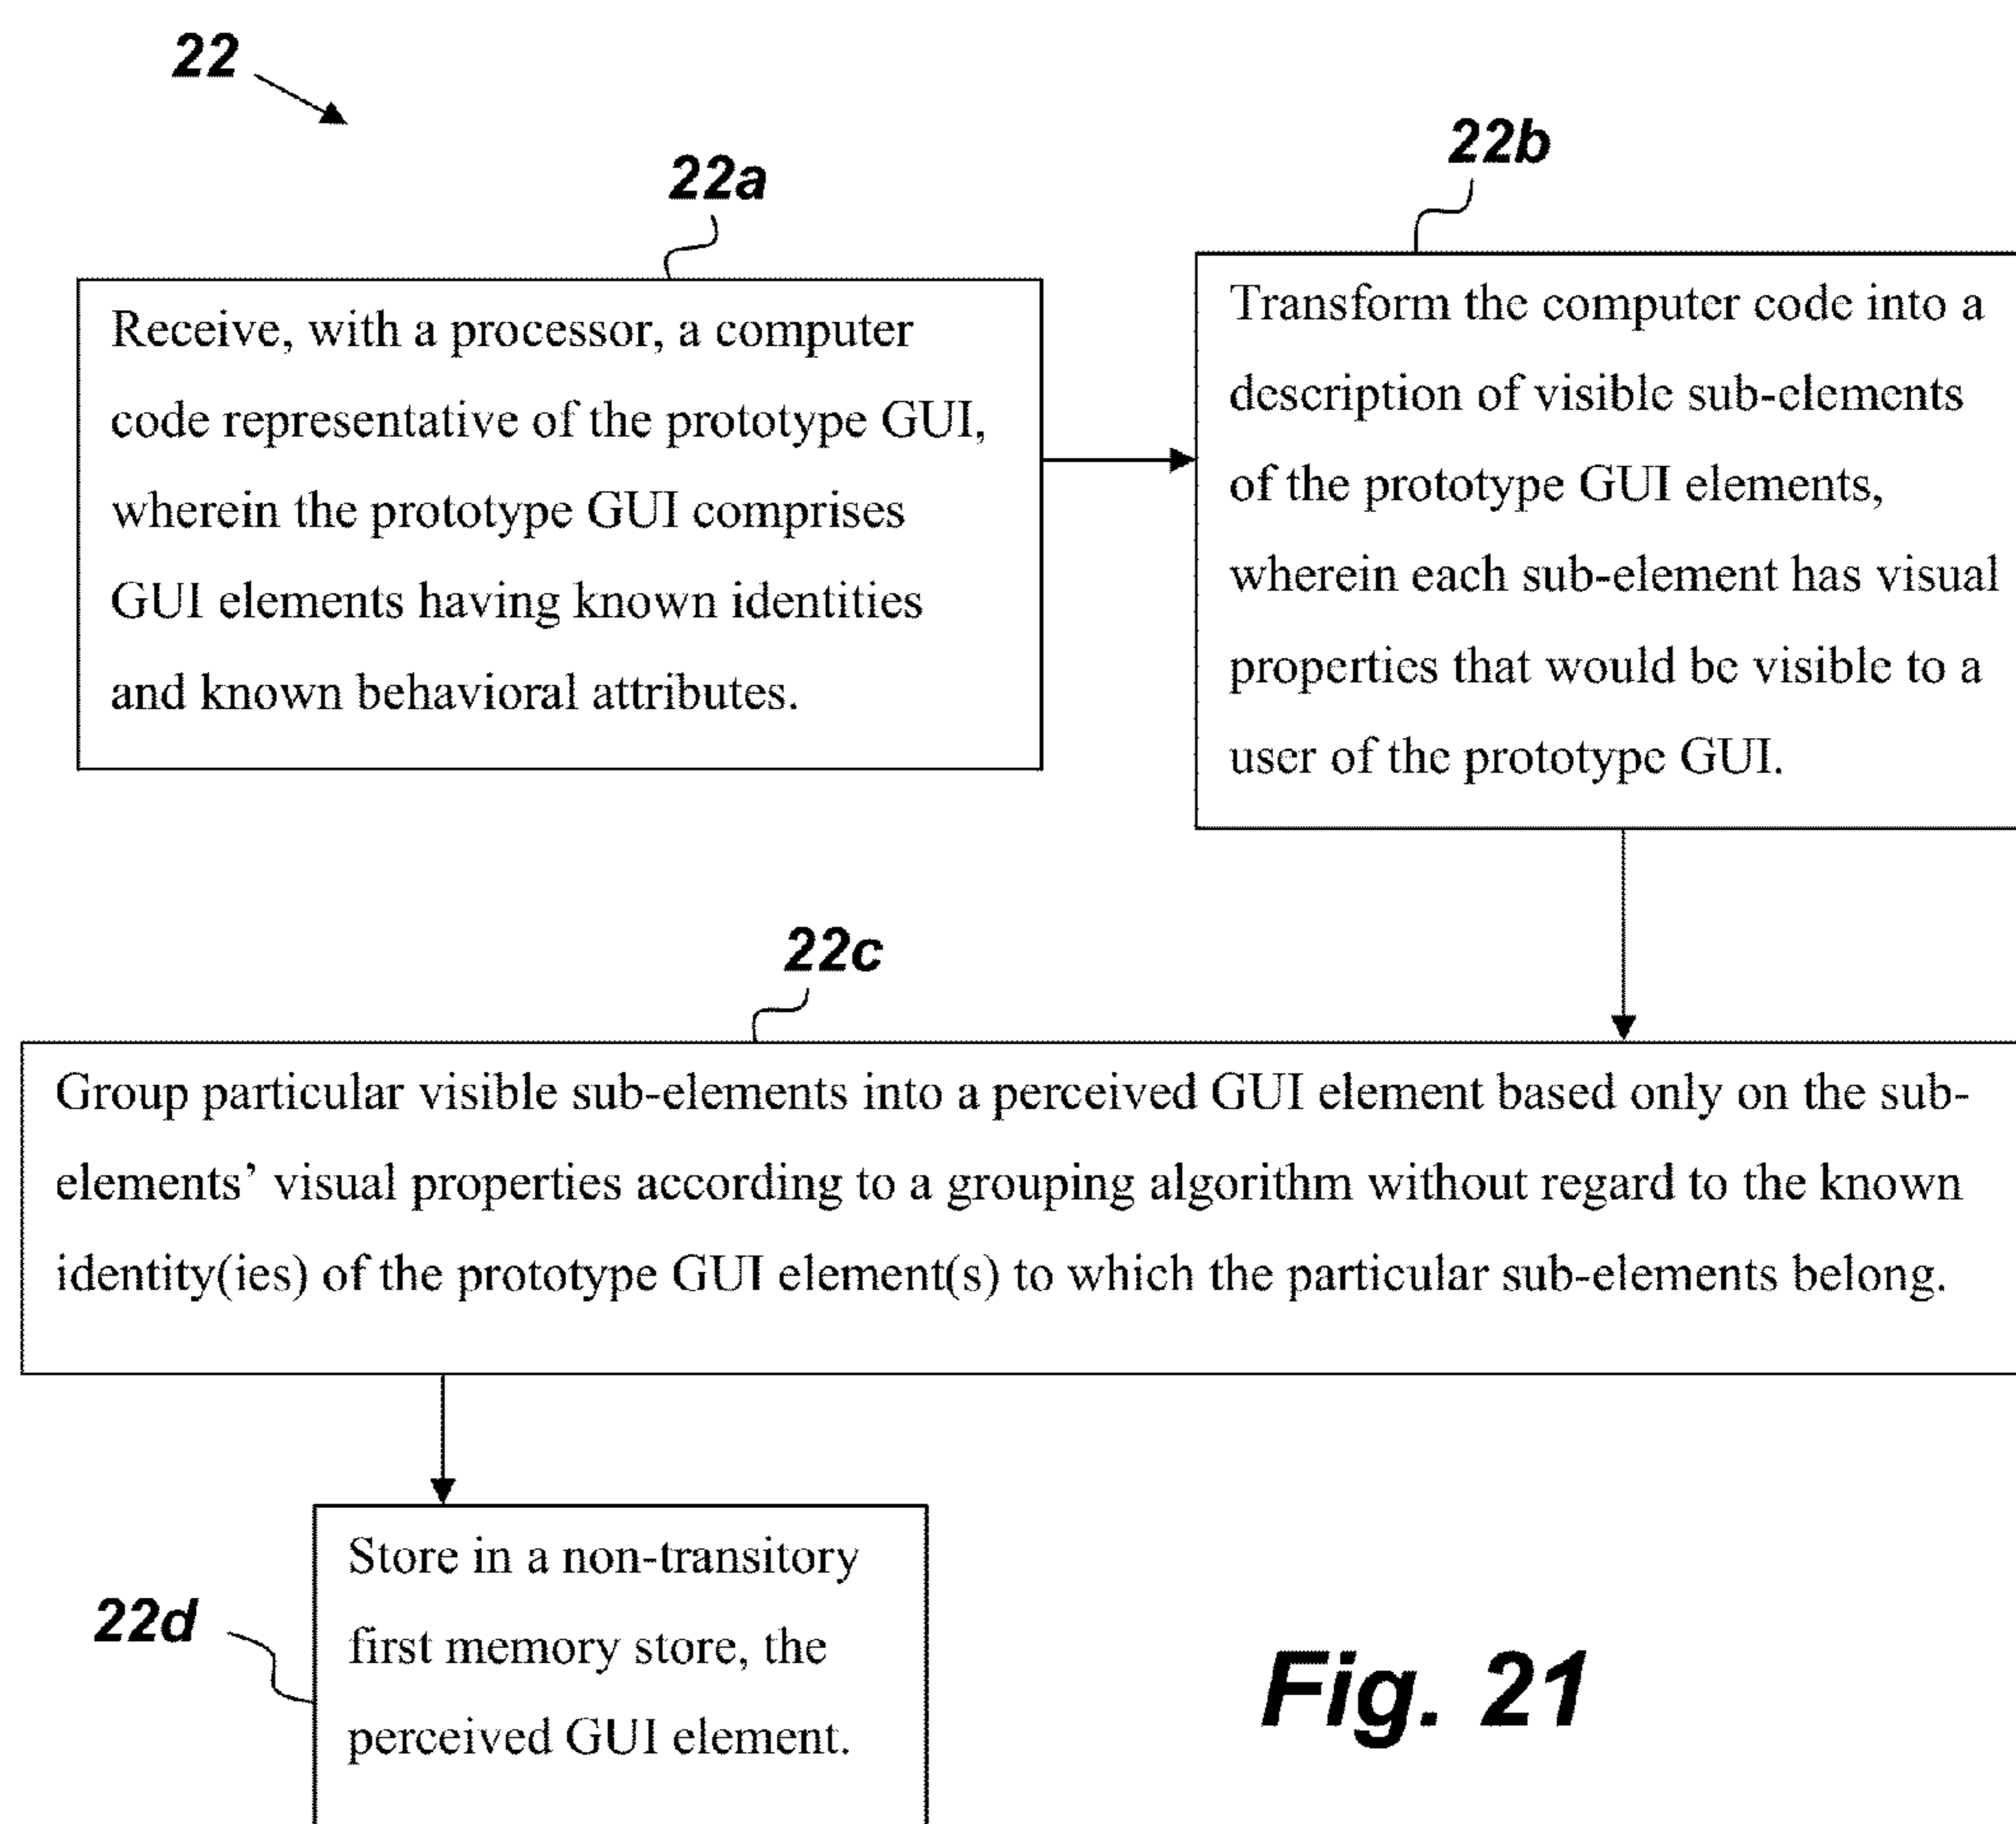 22
22a
Receive, with a processor, a computer
code representative of the prototype GUI,
wherein the prototype GUI comprises
GUI elements having known identities
and known behavioral attributes.
22b
Transform the computer code into a
description of visible sub-elements
of the prototype GUI elements,
wherein each sub-element has visual
properties that would be visible to a
user of the prototype GUI.
22c
Group particular visible sub-elements into a perceived GUI element based only on the sub-
elements’ visual properties according to a grouping algorithm without regard to the known
identity(ies) of the prototype GUI element(s) to which the particular sub-elements belong.
22d
Store in a non-transitory
first memory store, the
perceived GUI element.
Fig. 21